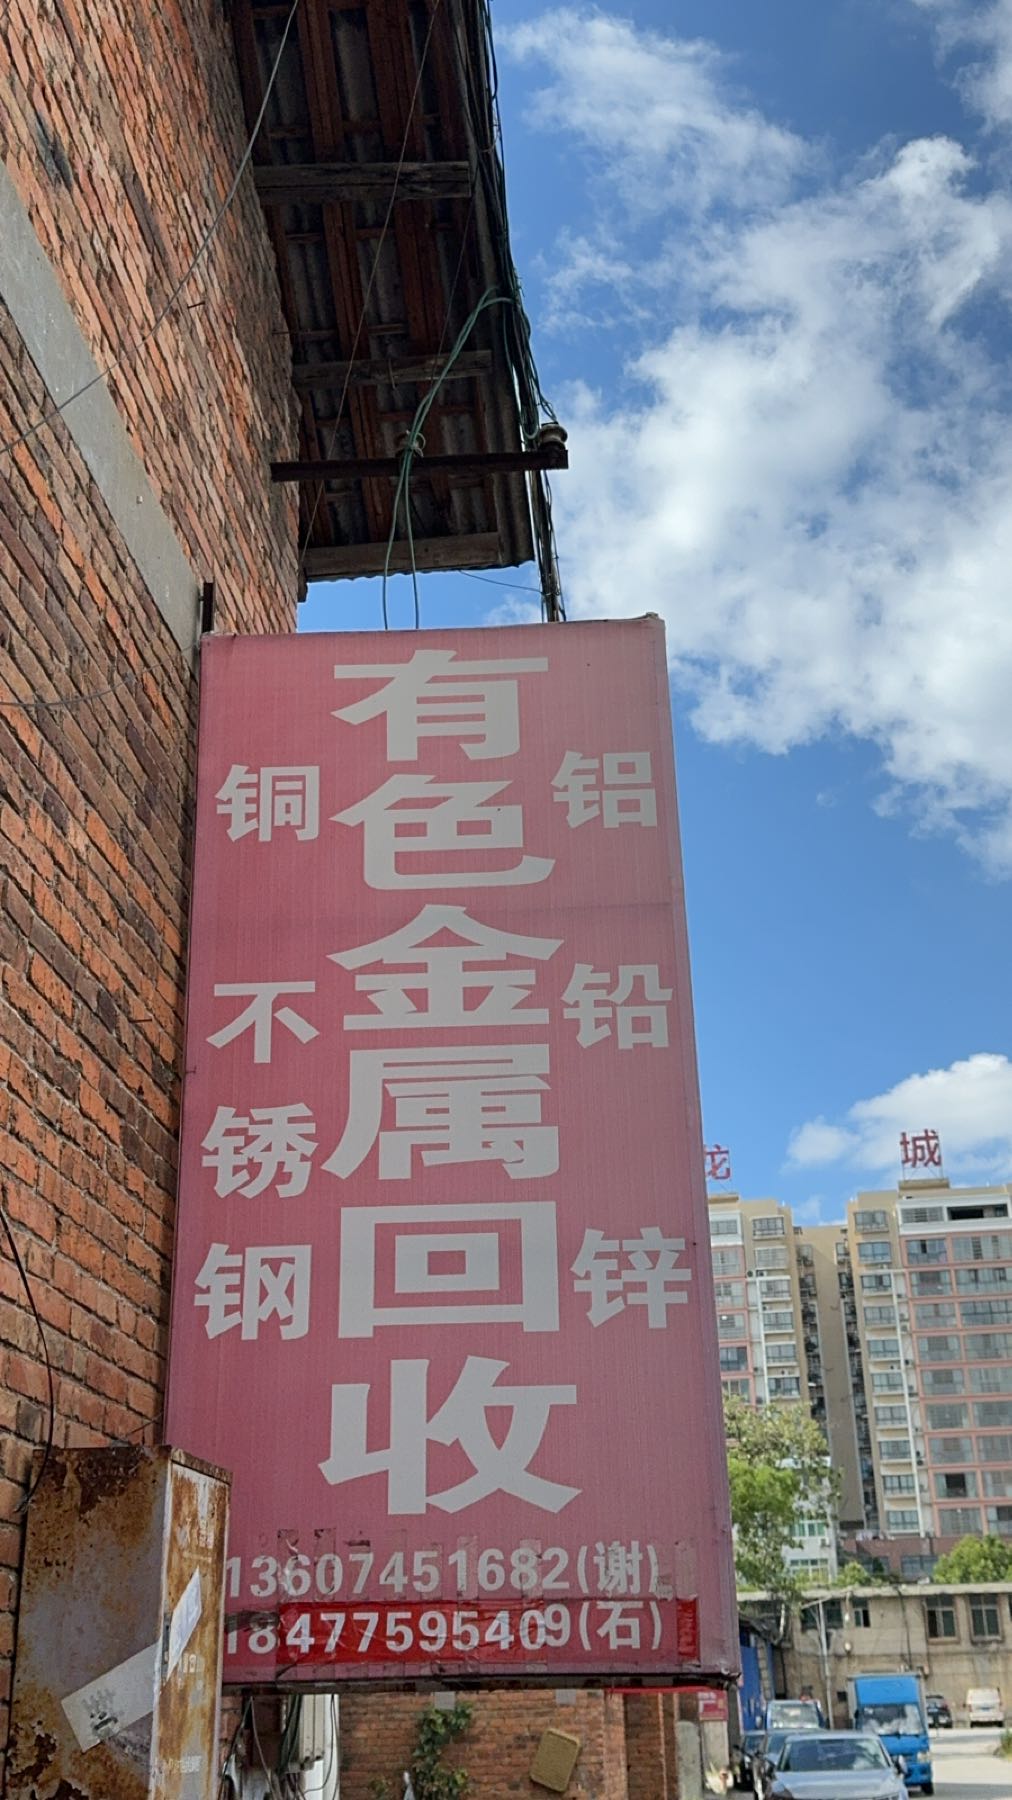 有色金属回收
铜
不锈钢
铝
铅
锌
13607451682(谢)
18477595409(石)
城